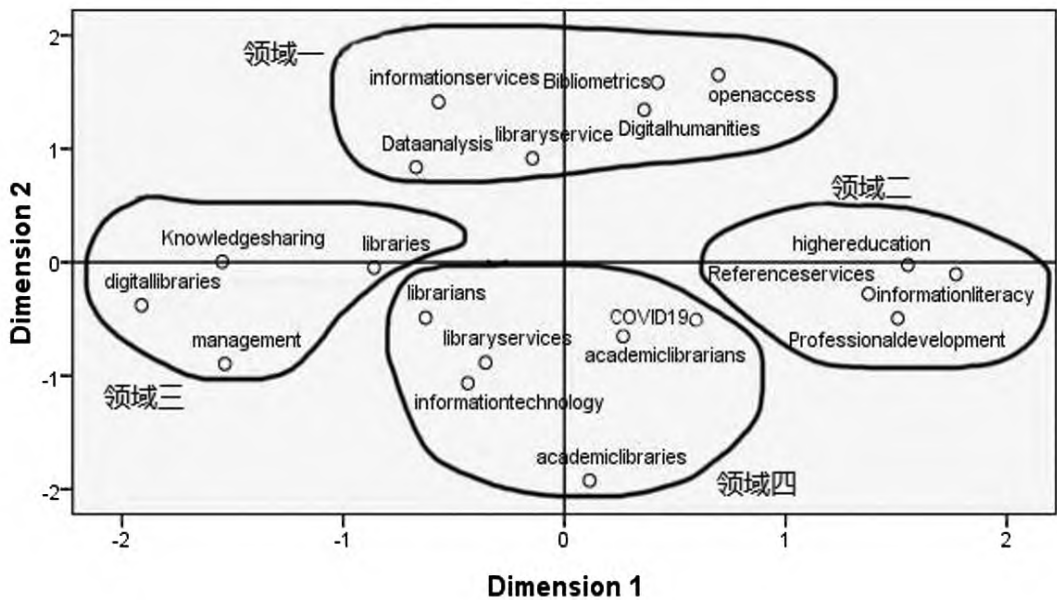 2
领域一
informationservices
Bibliometrics
openaccess
Digitalhumanities
libraryservice
Dataanalysis
1
领域二
Knowledgesharing
libraries
highereducation
0
Referenceservices
digitallibraries
librarians
informationliteracy
COVID19
management
libraryservices
academiclibrarians
Professionaldevelopment
-1
领域三
informationtechnology
academiclibraries
领域四
-2
Dimension 2
-2
-1
0
1
2
Dimension 1